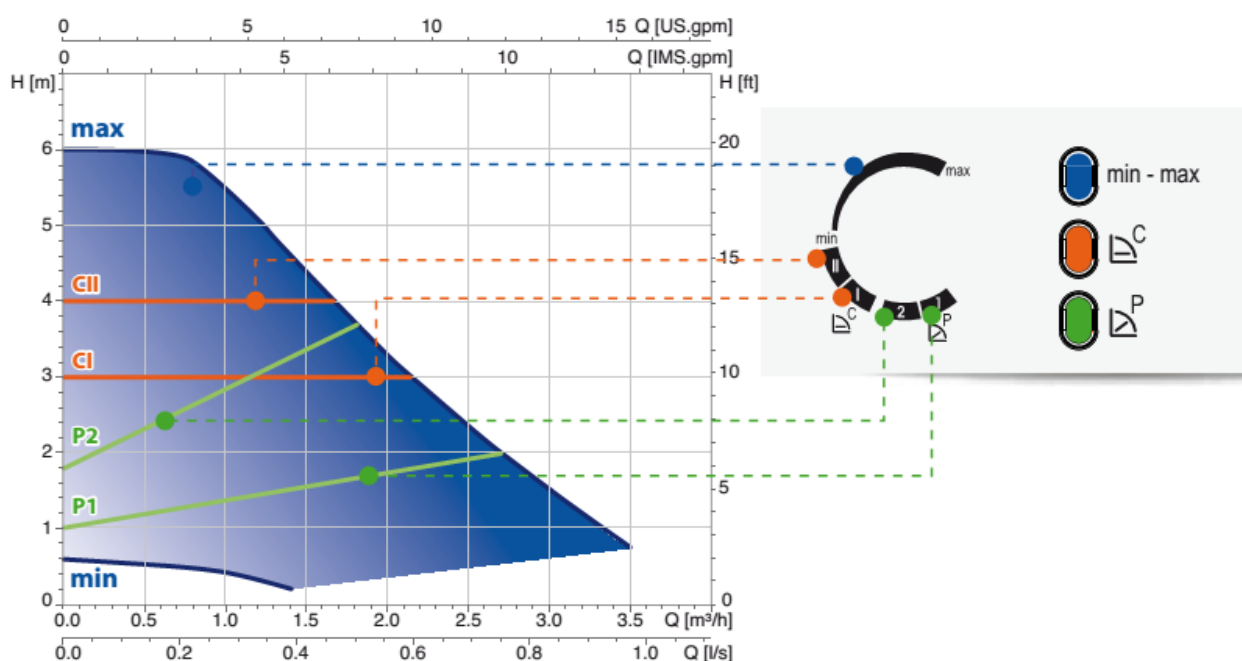 0 5 10 15 Q [US.gpm]
0 5 10 Q [IMS.gpm]
H [m] H [ft]
max
6 20
max
min - max
5
min
15
C
II
CII
4
I
C
2
1
P
C
P
CI
3 10
P2
2
P1
5
1
min
0 0
0.0 0.5 1.0 1.5 2.0 2.5 3.0 3.5 Q [m³/h]
0.0 0.2 0.4 0.6 0.8 1.0 Q [l/s]